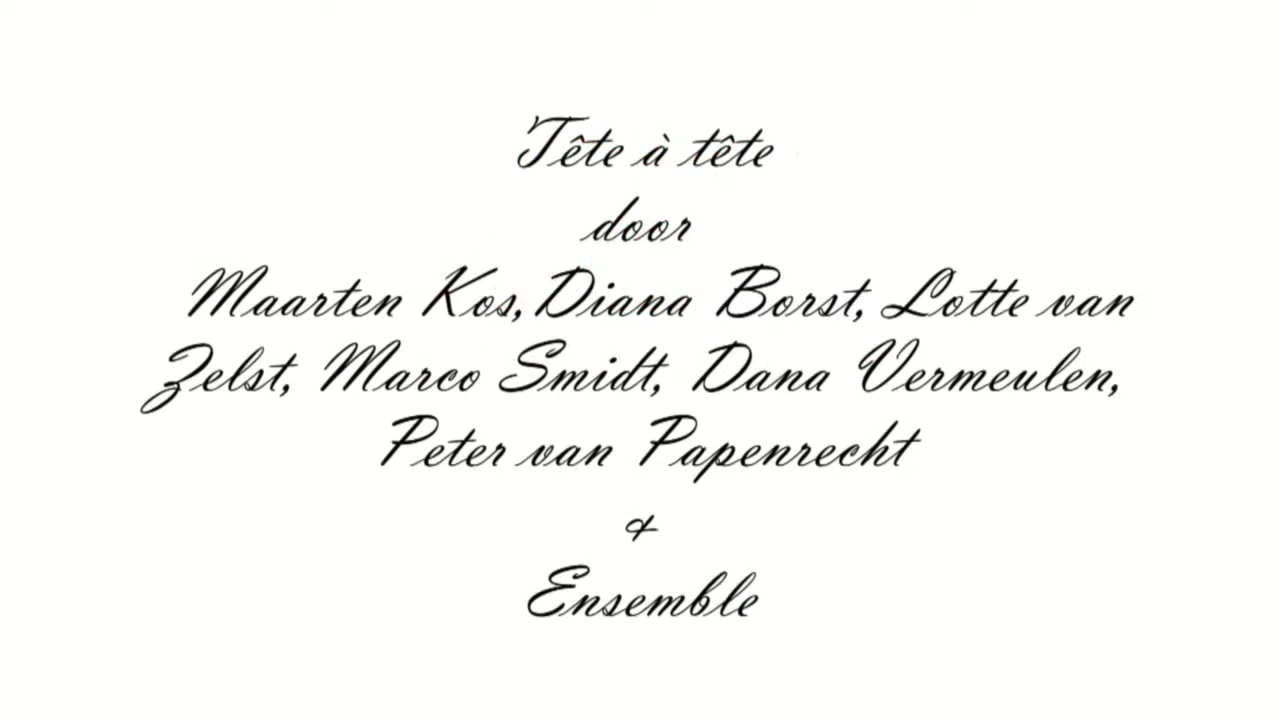 Tête à tête
door
Maarten Kos, Diana Borst, Lotte van
Zelst, Marco Smidt, Dana Vermeulen,
Peter van Papenrecht
&
Ensemble